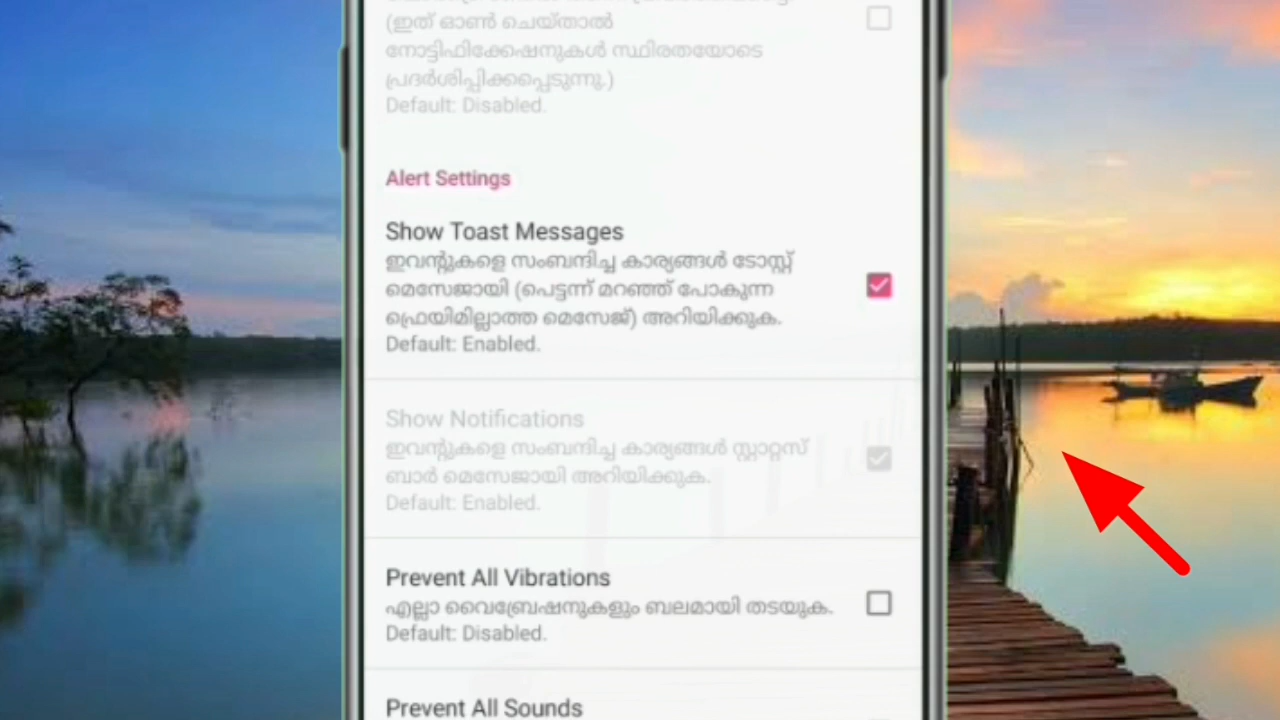 (ഇത് ഓൺ ചെയ്താൽ
നോട്ടിഫിക്കേഷനുകൾ സ്ഥിരതയോടെ
പ്രദർശിപ്പിക്കപ്പെടുന്നു.)
Default: Disabled.
Alert Settings
Show Toast Messages
ഇവന്റുകളെ സംബന്ദിച്ച കാര്യങ്ങൾ ടോസ്റ്റ്
മെസേജായി (പെട്ടന്ന് മറഞ്ഞ് പോകുന്ന
ഫ്രെയിമില്ലാത്ത മെസേജ്) അറിയിക്കുക.
Default: Enabled.
Show Notifications
ഇവന്റുകളെ സംബന്ദിച്ച കാര്യങ്ങൾ സ്റ്റാറ്റസ്
ബാർ മെസേജായി അറിയിക്കുക.
Default: Enabled.
Prevent All Vibrations
എല്ലാ വൈബ്രേഷനുകളും ബലമായി തടയുക.
Default: Disabled.
Prevent All Sounds